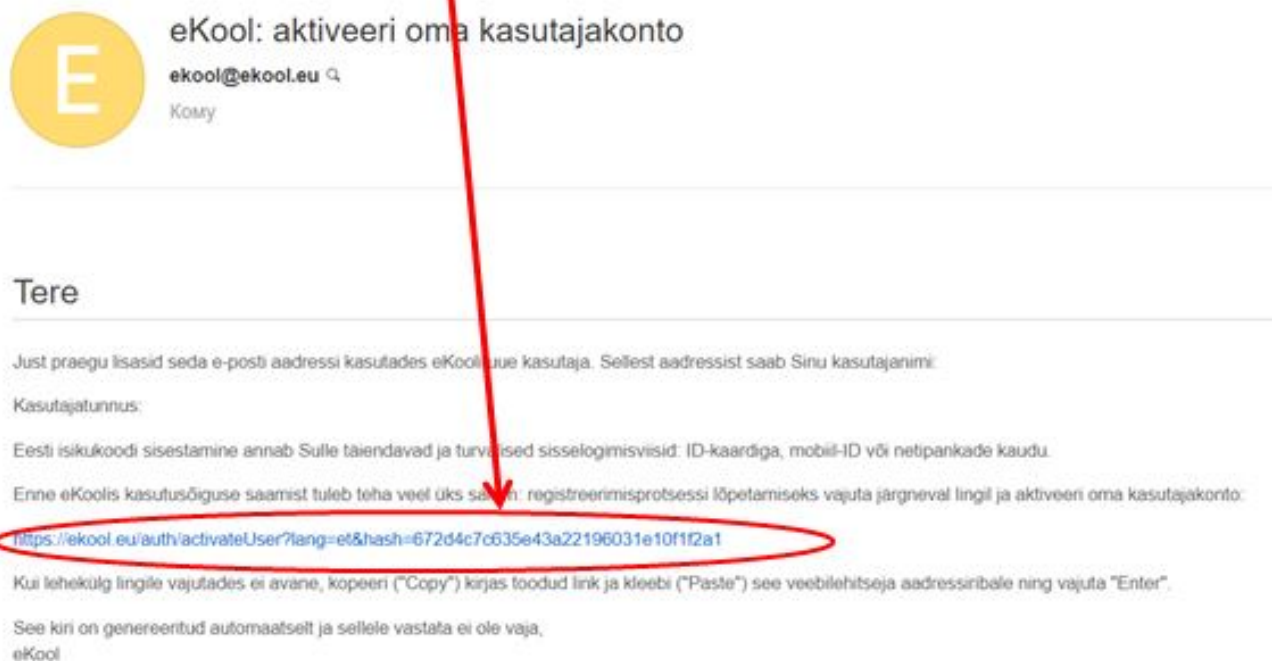 E
eKool: aktiveeri oma kasutajakonto
ekool@ekool.eu
Кому
Tere
Just praegu lisasid seda e-posti aadressi kasutades eKooli uue kasutaja. Sellest aadressist saab Sinu kasutajanimi:
Kasutajatunnus:
Eesti isikukoodi sisestamine annab Sulle täiendavad ja turvalised sisselogimisviisid: ID-kaardiga, mobiil-ID või netipankade kaudu.
Enne eKoolis kasutusõiguse saamist tuleb teha veel üks samm: registreerimisprotsessi lõpetamiseks vajuta järgneval lingil ja aktiveeri oma kasutajakonto:
https://ekool.eu/auth/activateUser?lang=et&hash=672d4c7c635e43a22196031e10f1f2a1
Kui lehekülg lingile vajutades ei avane, kopeeri ("Copy") kirjas toodud link ja kleebi ("Paste") see veebilehitseja aadressiribale ning vajuta "Enter".
See kiri on genereeritud automaatselt ja sellele vastata ei ole vaja,
eKool